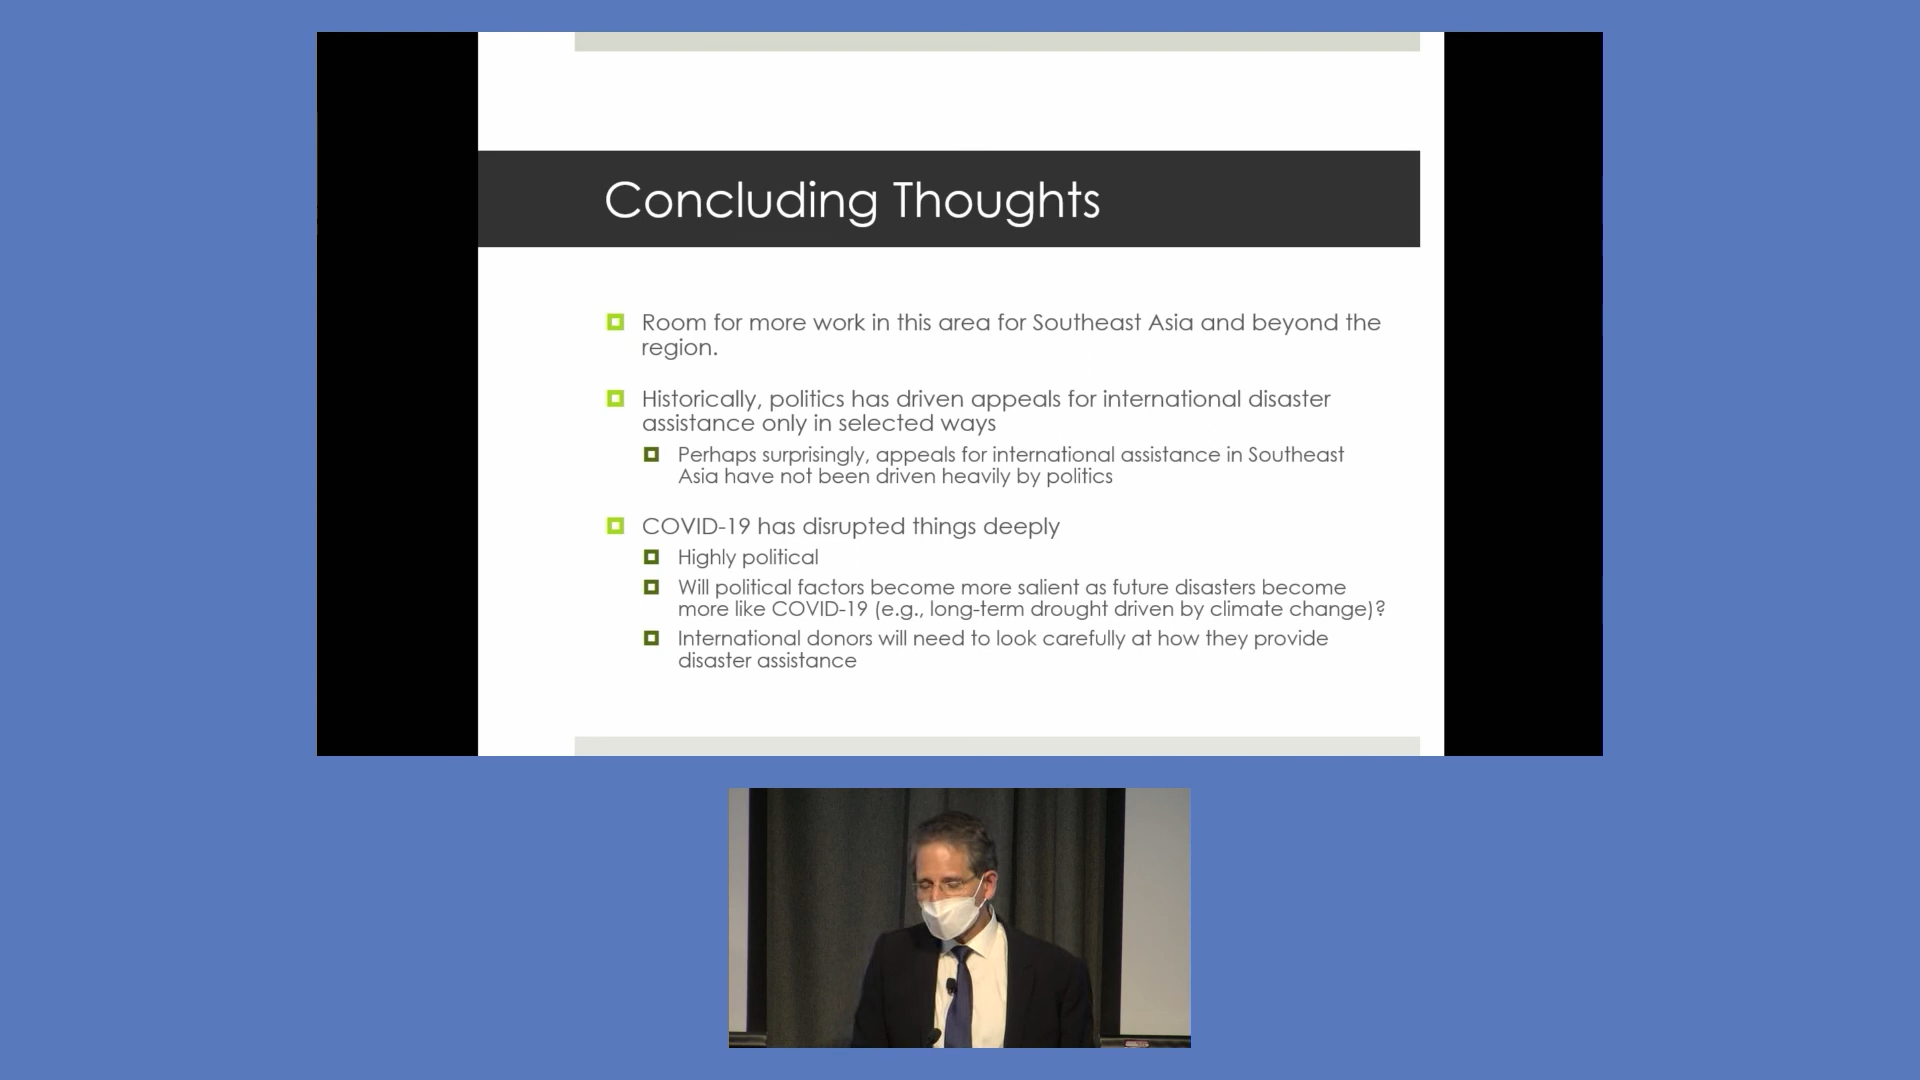 Concluding Thoughts
Room for more work in this area for Southeast Asia and beyond the
region.
Historically, politics has driven appeals for international disaster
assistance only in selected ways
Perhaps surprisingly, appeals for international assistance in Southeast
Asia have not been driven heavily by politics
COVID-19 has disrupted things deeply
Highly political
Will political factors become more salient as future disasters become
more like COVID-19 (e.g., long-term drought driven by climate change)?
International donors will need to look carefully at how they provide
disaster assistance